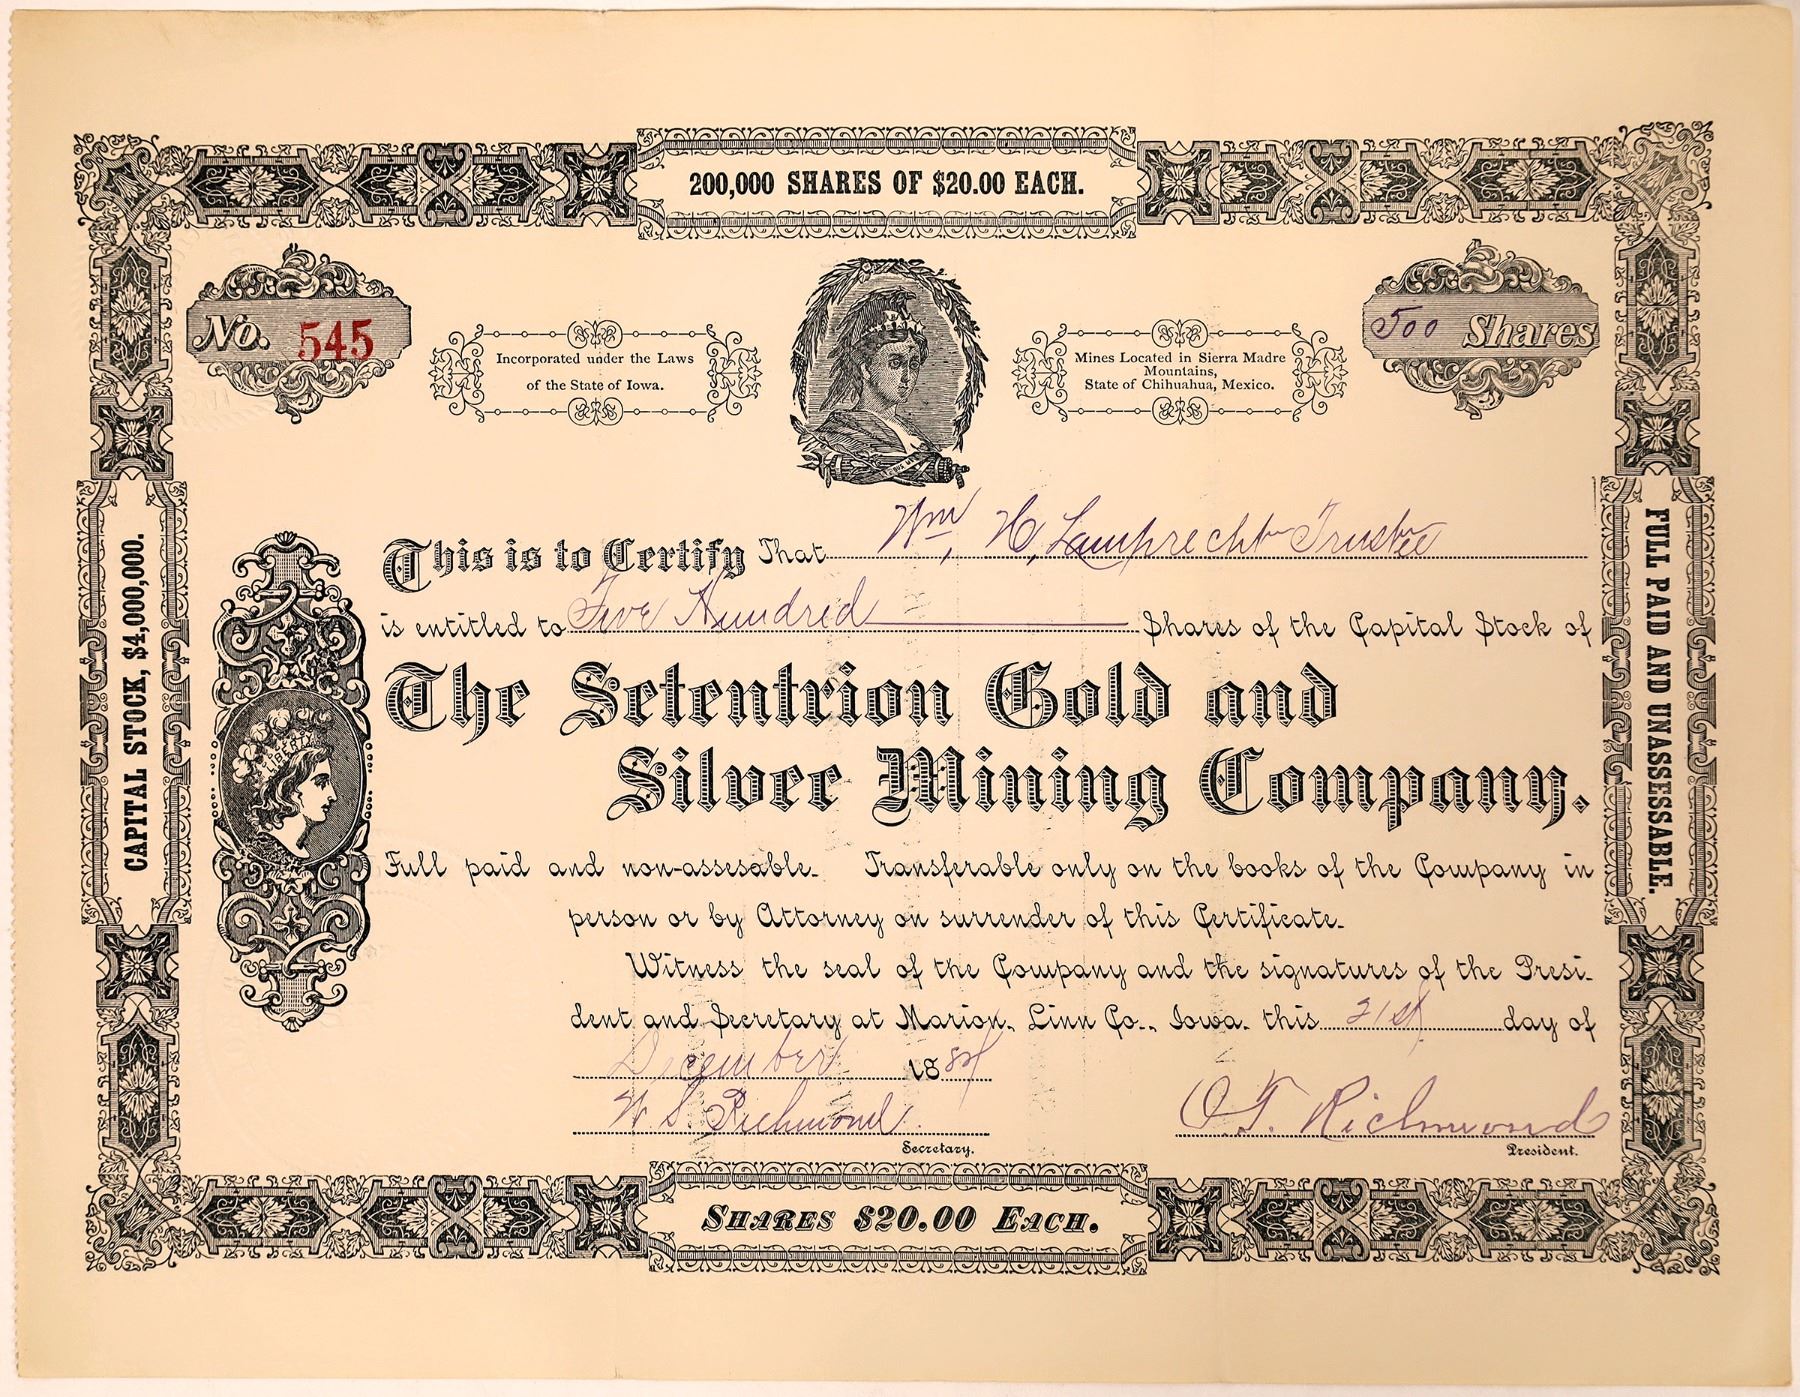 200,000 SHARES OF $20.00 EACH.
No. 545
500 Shares
Incorporated under the Laws
of the State of Iowa.
Mines Located in Sierra Madre
Mountains,
State of Chihuahua, Mexico.
CAPITAL STOCK, $4,000,000.
FULL PAID AND UNASSESSABLE.
This is to Certify That Wm, H, Lamprecht Trustee
is entitled to Five Hundred Shares of the Capital Stock of
The Setentrion Gold and
Silver Mining Company.
Full paid and non-assesable. Transferable only on the books of the Company in
person or by Attorney on surrender of this Certificate.
Witness the seal of the Company and the signatures of the Presi-
dent and Secretary at Marion, Linn Co., Iowa, this 21st day of
December 188
W. S. Richmond.
Secretary.
O. T. Richmond
President.
SHARES $20.00 EACH.